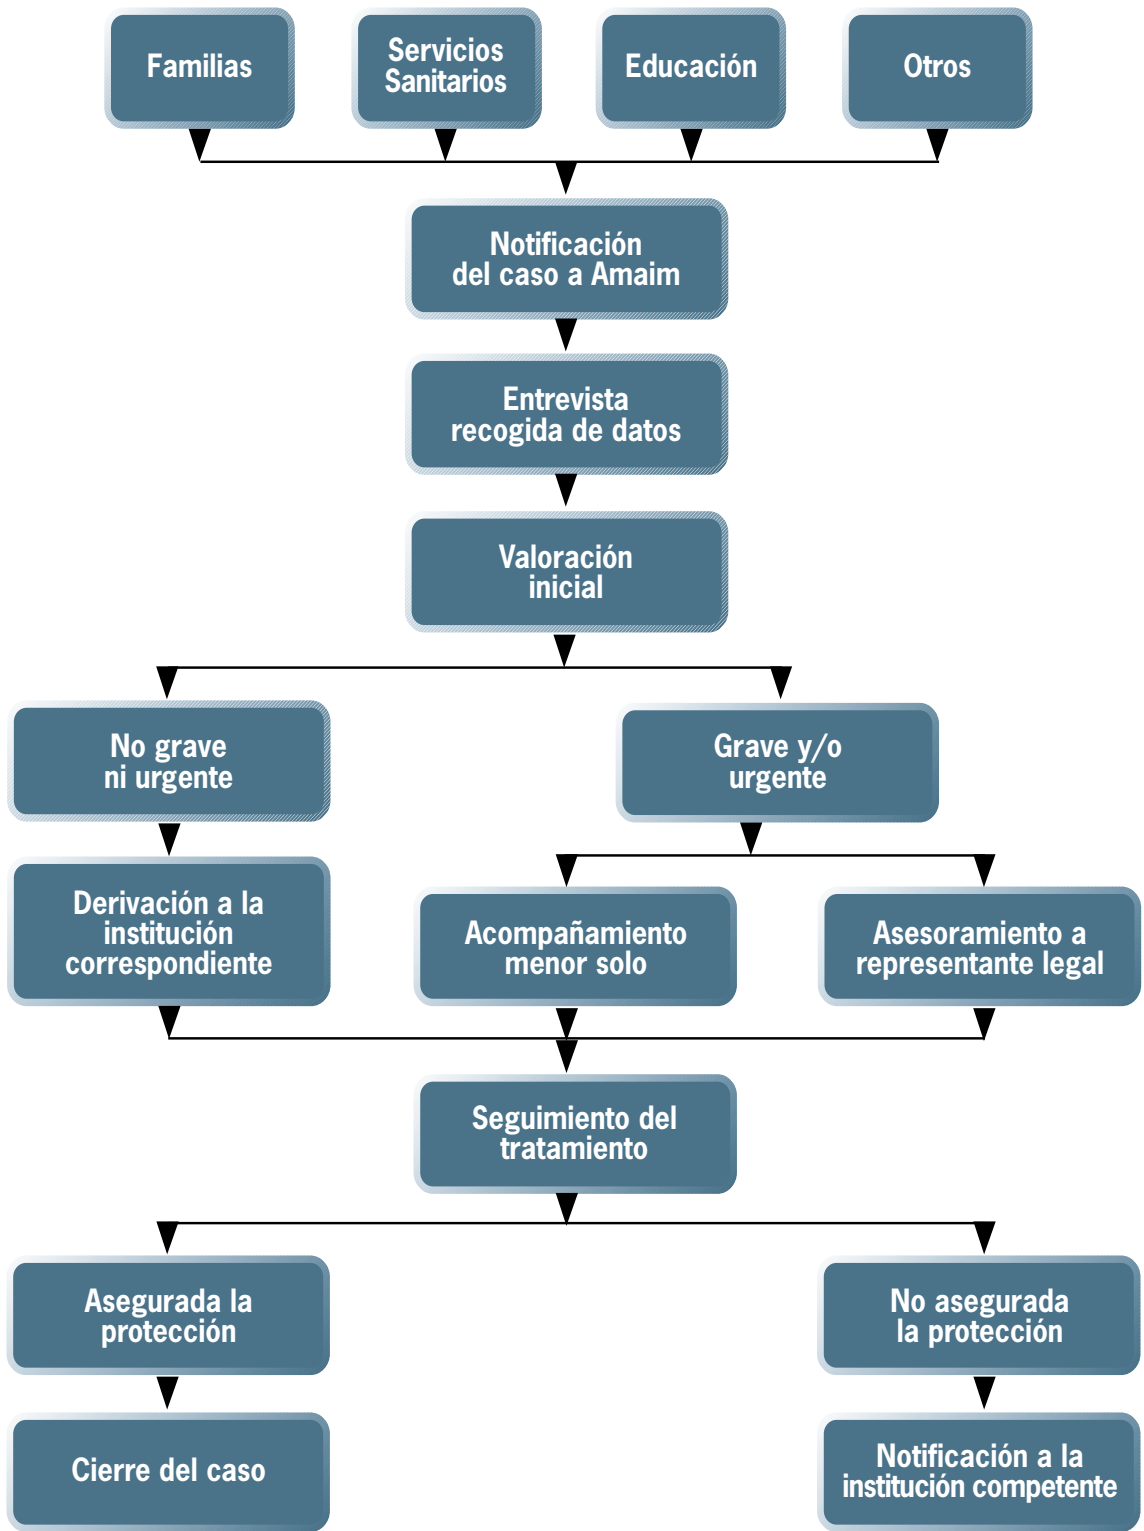 Familias
Servicios
Sanitarios
Educación
Otros
Notificación
del caso a Amaim
Entrevista
recogida de datos
Valoración
inicial
No grave
ni urgente
Grave y/o
urgente
Derivación a la
institución
correspondiente
Acompañamiento
menor solo
Asesoramiento a
representante legal
Seguimiento del
tratamiento
Asegurada la
protección
No asegurada
la protección
Cierre del caso
Notificación a la
institución competente